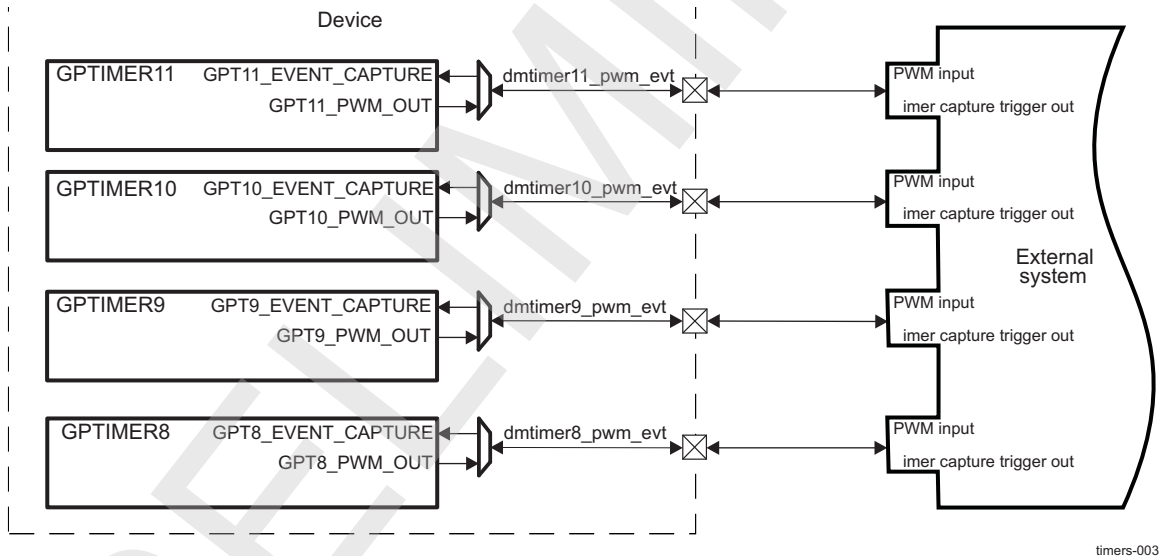 Device
GPTIMER11 GPT11_EVENT_CAPTURE
GPT11_PWM_OUT
dmtimer11_pwm_evt
PWM input
imer capture trigger out
GPTIMER10 GPT10_EVENT_CAPTURE
GPT10_PWM_OUT
dmtimer10_pwm_evt
PWM input
imer capture trigger out
External
system
GPTIMER9 GPT9_EVENT_CAPTURE
GPT9_PWM_OUT
dmtimer9_pwm_evt
PWM input
imer capture trigger out
GPTIMER8 GPT8_EVENT_CAPTURE
GPT8_PWM_OUT
dmtimer8_pwm_evt
PWM input
imer capture trigger out
timers-003